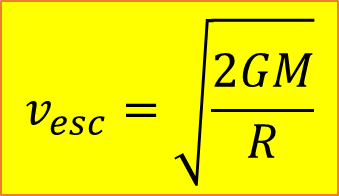 v_esc = √(2GM/R)